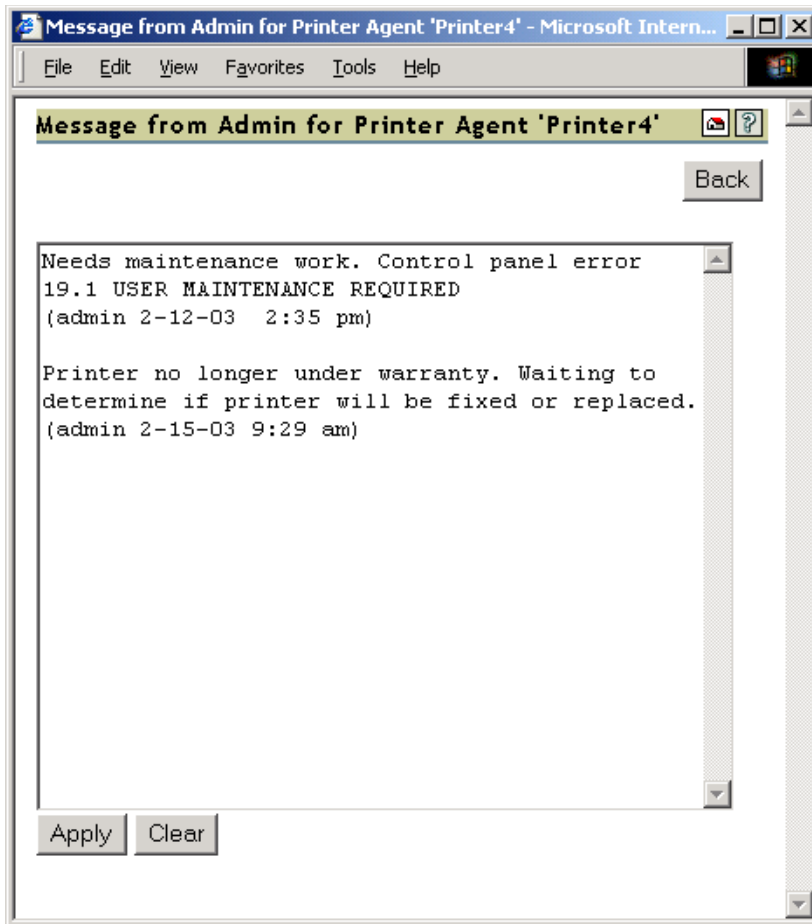 Message from Admin for Printer Agent 'Printer4' - Microsoft Intern...
File Edit View Favorites Tools Help
Message from Admin for Printer Agent 'Printer4'
?
Back
Needs maintenance work. Control panel error
19.1 USER MAINTENANCE REQUIRED
(admin 2-12-03  2:35 pm)
Printer no longer under warranty. Waiting to
determine if printer will be fixed or replaced.
(admin 2-15-03 9:29 am)
Apply Clear